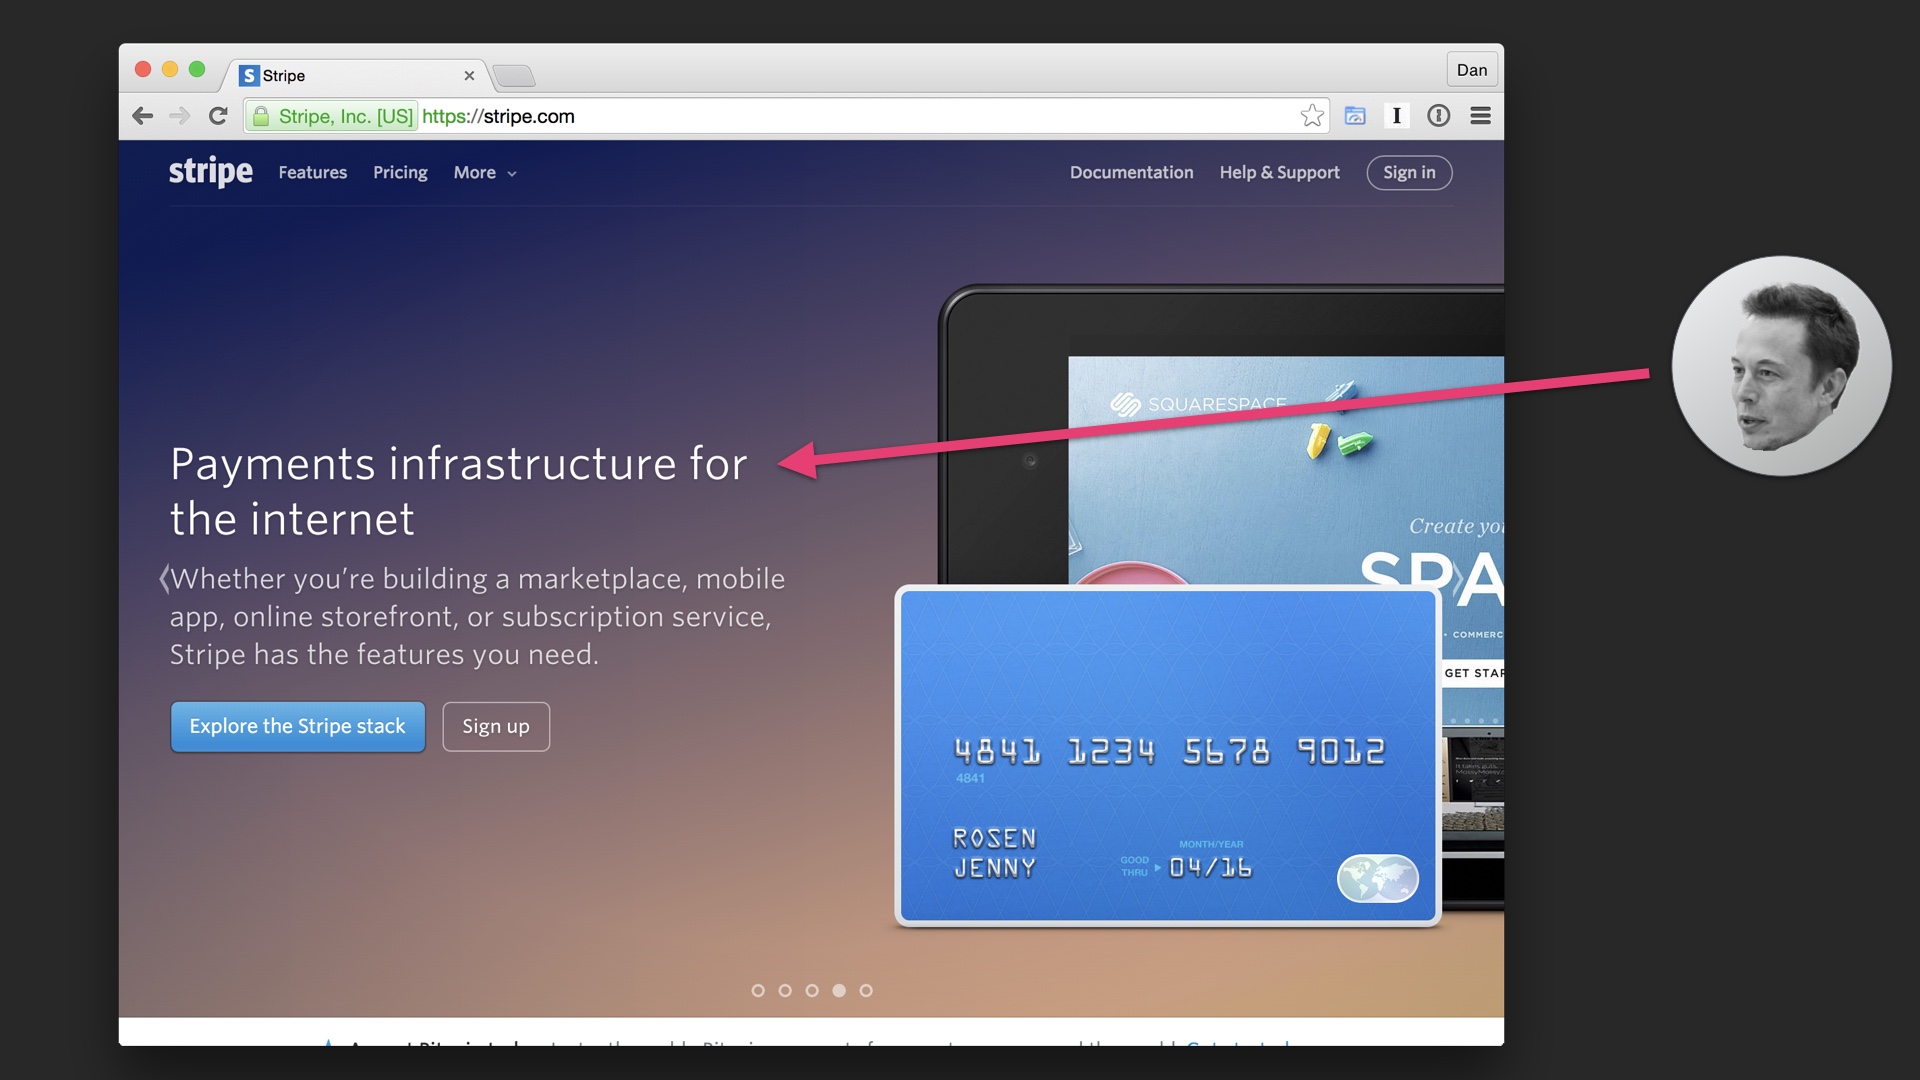 Stripe
Dan
Stripe, Inc. [US] https://stripe.com
stripe Features Pricing More Documentation Help & Support Sign in
SQUARESPACE
Payments infrastructure for
the internet
Create you
SPA
Whether you're building a marketplace, mobile
app, online storefront, or subscription service,
Stripe has the features you need.
COMMERC
GET STAR
Explore the Stripe stack Sign up
4841 1234 5678 9012
4841
ROSEN
JENNY
MONTH/YEAR
GOOD
THRU
04/16